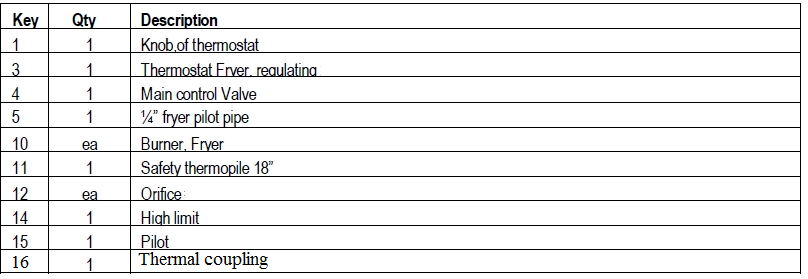 Key Qty Description
1 1 Knob,of thermostat
3 1 Thermostat Fryer, regulating
4 1 Main control Valve
5 1 ¼” fryer pilot pipe
10 ea Burner, Fryer
11 1 Safety thermopile 18”
12 ea Orifice
14 1 High limit
15 1 Pilot
16 1 Thermal coupling